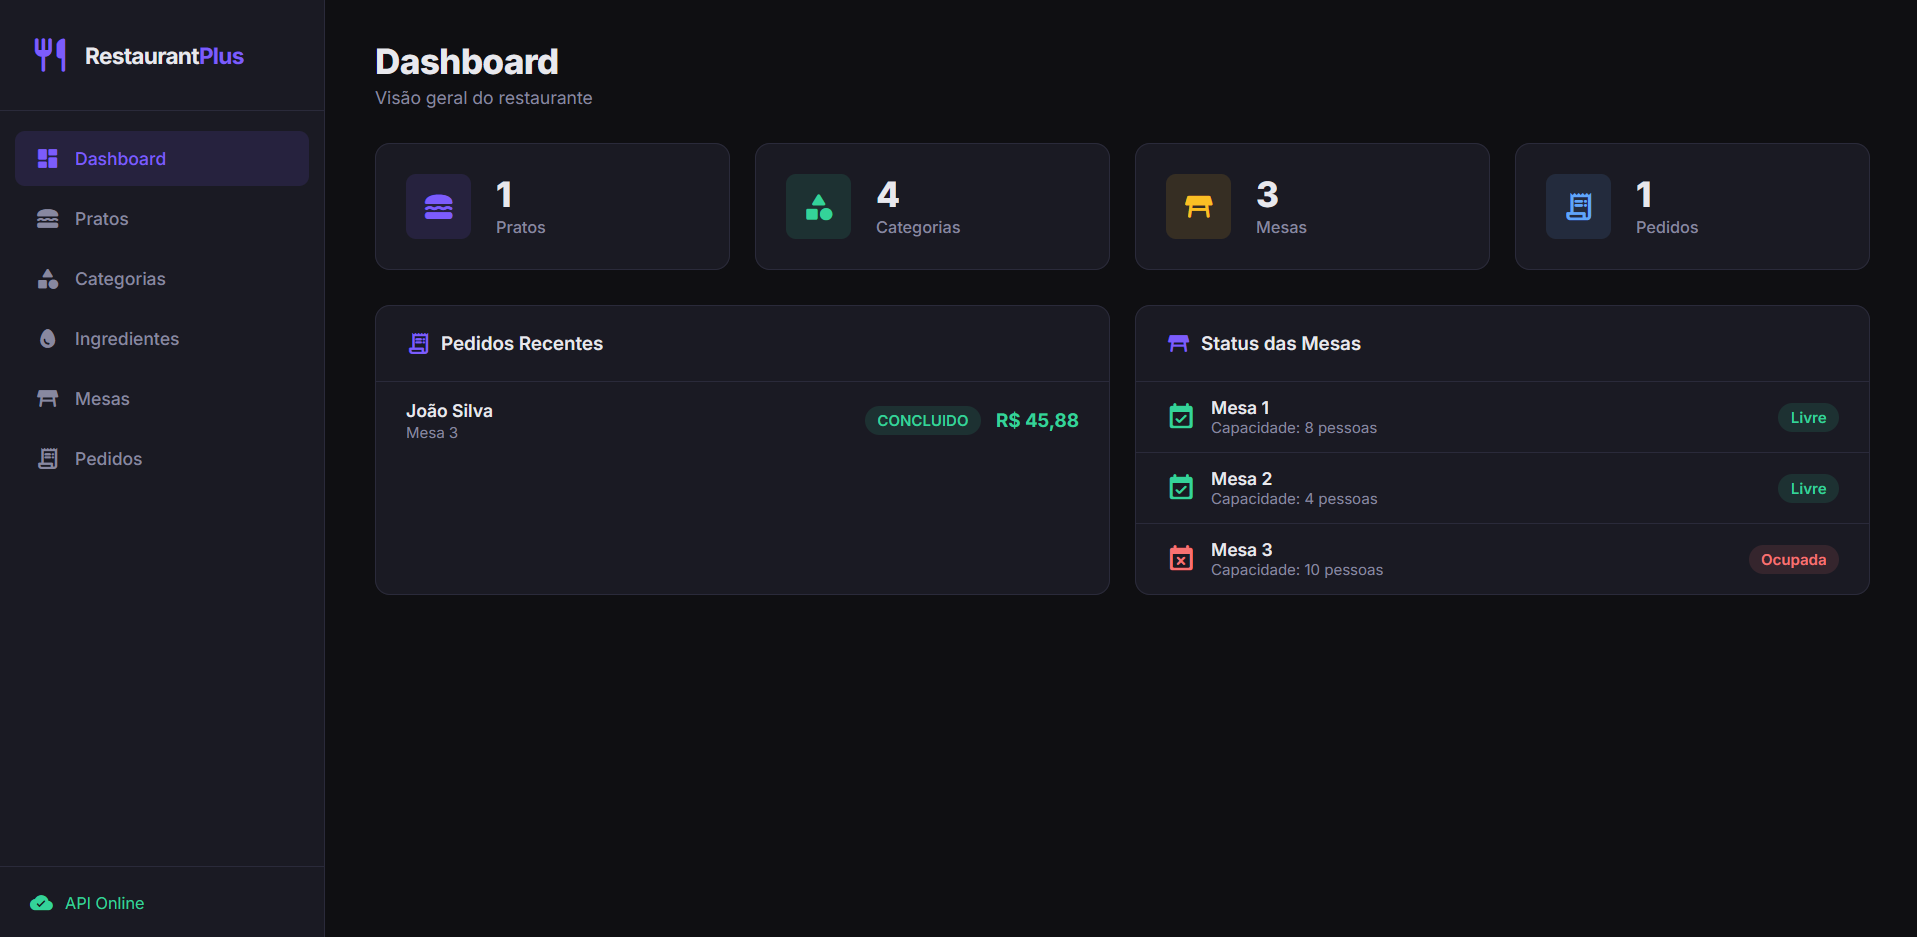 RestaurantPlus
Dashboard
Pratos
Categorias
Ingredientes
Mesas
Pedidos
API Online
Dashboard
Visão geral do restaurante
1
Pratos
4
Categorias
3
Mesas
1
Pedidos
Pedidos Recentes
João Silva
Mesa 3
CONCLUIDO
R$ 45,88
Status das Mesas
Mesa 1
Capacidade: 8 pessoas
Livre
Mesa 2
Capacidade: 4 pessoas
Livre
Mesa 3
Capacidade: 10 pessoas
Ocupada